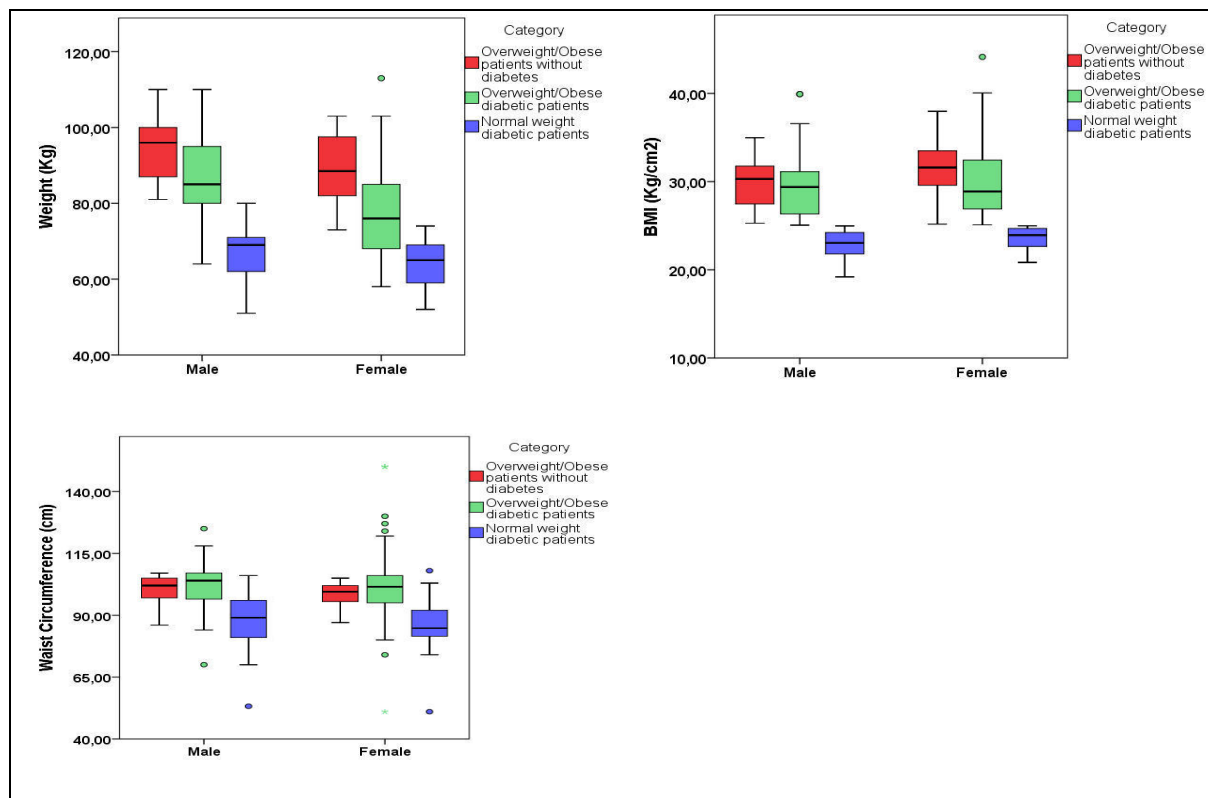 Category
Overweight/Obese
patients without
diabetes
Overweight/Obese
diabetic patients
Normal weight
diabetic patients
Weight (Kg)
120,00
100,00
80,00
60,00
40,00
Male
Female
Category
Overweight/Obese
patients without
diabetes
Overweight/Obese
diabetic patients
Normal weight
diabetic patients
BMI (Kg/cm2)
40,00
30,00
20,00
10,00
Male
Female
Category
Overweight/Obese
patients without
diabetes
Overweight/Obese
diabetic patients
Normal weight
diabetic patients
Waist Circumference (cm)
140,00
115,00
90,00
65,00
40,00
Male
Female